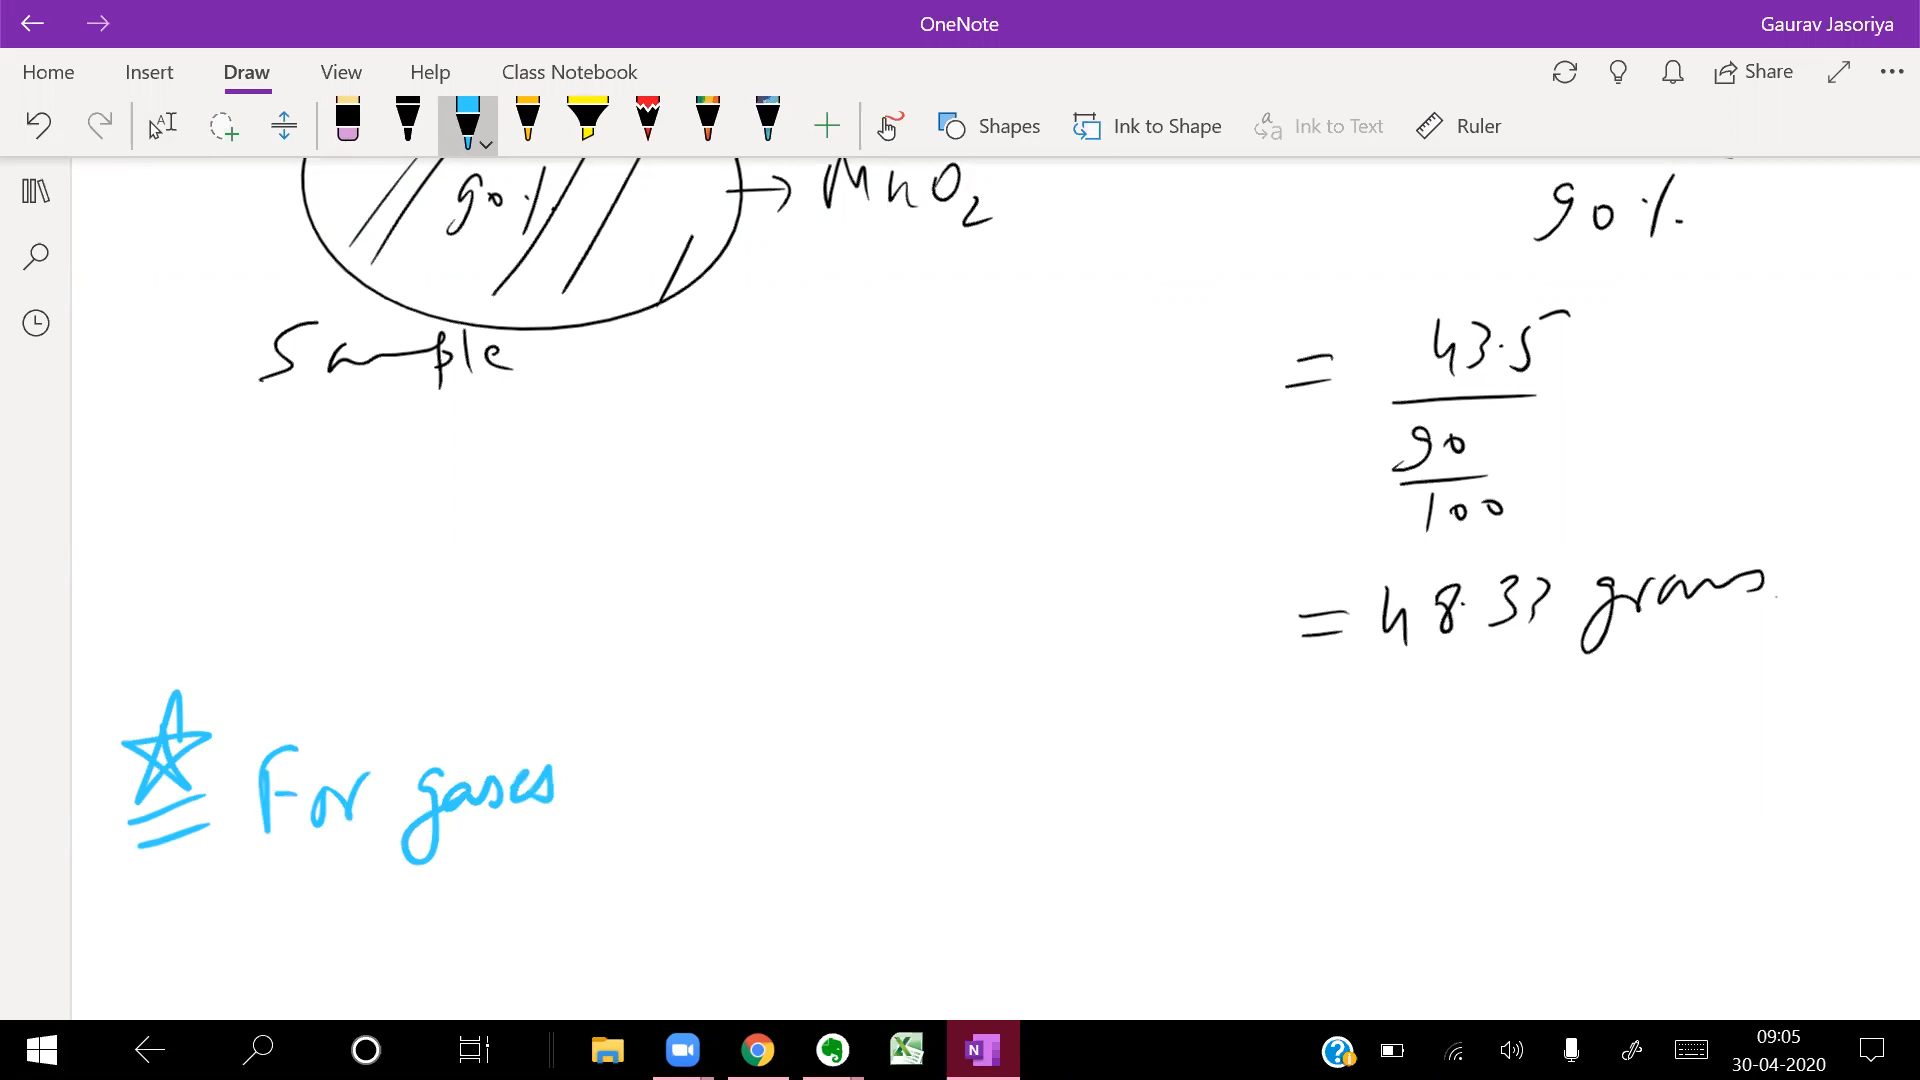 OneNote
Gaurav Jasoriya
Home Insert Draw View Help Class Notebook
Share
Shapes Ink to Shape Ink to Text Ruler
90% → MnO2
90%
Sample
= 43.5
90
100
= 48.33 grams
For gases
09:05
30-04-2020